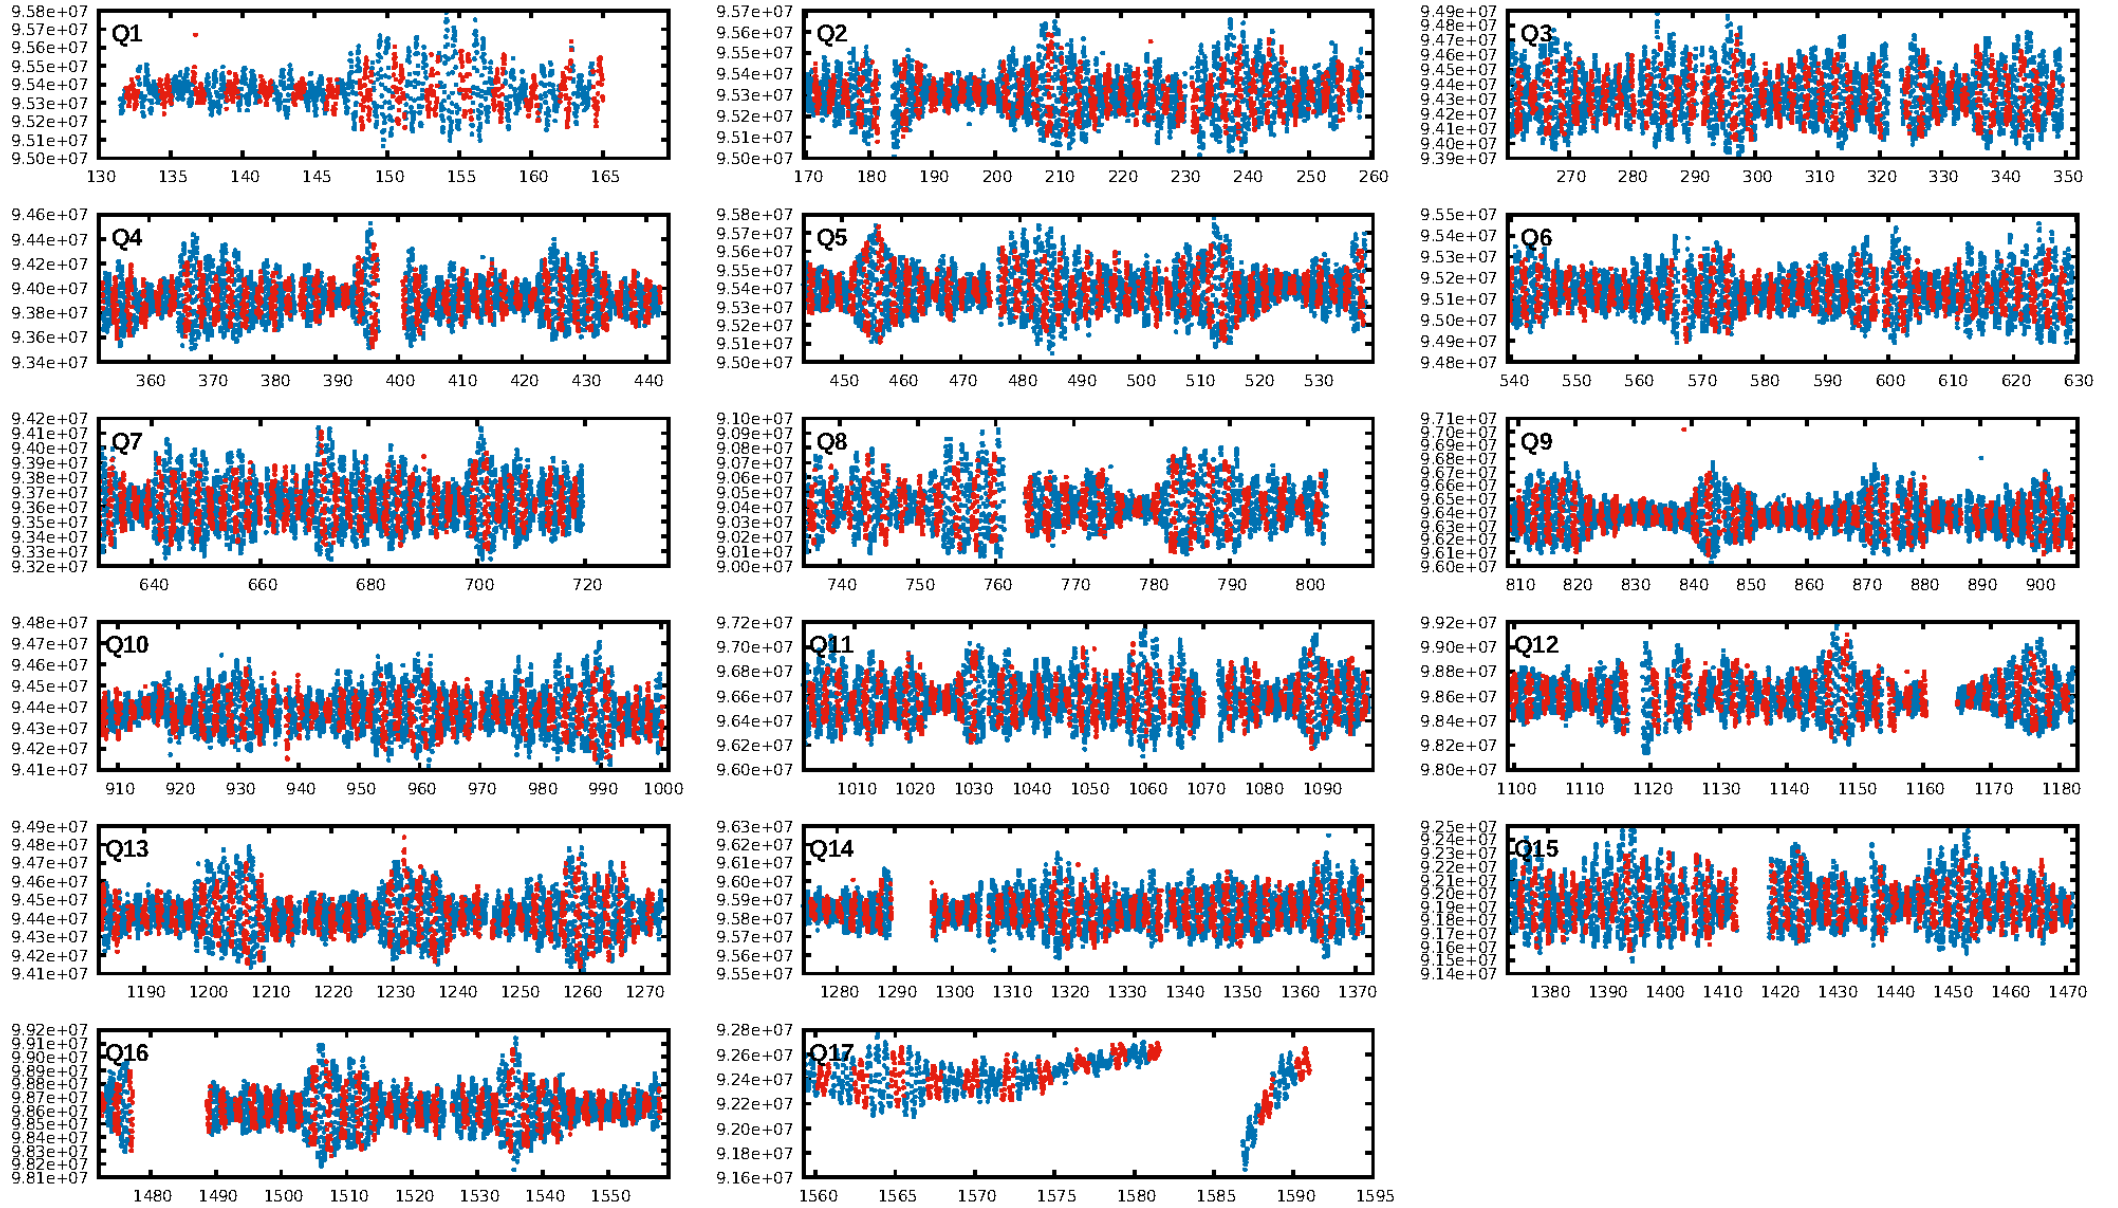 9.58e+07
9.57e+07
9.56e+07
9.55e+07
9.54e+07
9.53e+07
9.52e+07
9.51e+07
9.50e+07
Q1
130 135 140 145 150 155 160 165
9.57e+07
9.56e+07
9.55e+07
9.54e+07
9.53e+07
9.52e+07
9.51e+07
9.50e+07
Q2
170 180 190 200 210 220 230 240 250 260
9.49e+07
9.48e+07
9.47e+07
9.46e+07
9.45e+07
9.44e+07
9.43e+07
9.42e+07
9.41e+07
9.40e+07
9.39e+07
Q3
270 280 290 300 310 320 330 340 350
9.46e+07
9.44e+07
9.42e+07
9.40e+07
9.38e+07
9.36e+07
9.34e+07
Q4
360 370 380 390 400 410 420 430 440
9.58e+07
9.57e+07
9.56e+07
9.55e+07
9.54e+07
9.53e+07
9.52e+07
9.51e+07
9.50e+07
Q5
450 460 470 480 490 500 510 520 530
9.55e+07
9.54e+07
9.53e+07
9.52e+07
9.51e+07
9.50e+07
9.49e+07
9.48e+07
Q6
540 550 560 570 580 590 600 610 620 630
9.42e+07
9.41e+07
9.40e+07
9.39e+07
9.38e+07
9.37e+07
9.36e+07
9.35e+07
9.34e+07
9.33e+07
9.32e+07
Q7
640 660 680 700 720
9.10e+07
9.09e+07
9.08e+07
9.07e+07
9.06e+07
9.05e+07
9.04e+07
9.03e+07
9.02e+07
9.01e+07
9.00e+07
Q8
740 750 760 770 780 790 800
9.71e+07
9.70e+07
9.69e+07
9.68e+07
9.67e+07
9.66e+07
9.65e+07
9.64e+07
9.63e+07
9.62e+07
9.61e+07
9.60e+07
Q9
810 820 830 840 850 860 870 880 890 900
9.48e+07
9.47e+07
9.46e+07
9.45e+07
9.44e+07
9.43e+07
9.42e+07
9.41e+07
Q10
910 920 930 940 950 960 970 980 990 1000
9.72e+07
9.70e+07
9.68e+07
9.66e+07
9.64e+07
9.62e+07
9.60e+07
Q11
1010 1020 1030 1040 1050 1060 1070 1080 1090
9.92e+07
9.90e+07
9.88e+07
9.86e+07
9.84e+07
9.82e+07
9.80e+07
Q12
1100 1110 1120 1130 1140 1150 1160 1170 1180
9.49e+07
9.48e+07
9.47e+07
9.46e+07
9.45e+07
9.44e+07
9.43e+07
9.42e+07
9.41e+07
Q13
1190 1200 1210 1220 1230 1240 1250 1260 1270
9.63e+07
9.61e+07
9.60e+07
9.59e+07
9.58e+07
9.57e+07
9.56e+07
9.55e+07
Q14
1280 1290 1300 1310 1320 1330 1340 1350 1360 1370
9.25e+07
9.24e+07
9.23e+07
9.22e+07
9.21e+07
9.20e+07
9.19e+07
9.18e+07
9.17e+07
9.16e+07
9.15e+07
9.14e+07
Q15
1380 1390 1400 1410 1420 1430 1440 1450 1460 1470
9.92e+07
9.91e+07
9.90e+07
9.89e+07
9.88e+07
9.87e+07
9.86e+07
9.85e+07
9.84e+07
9.83e+07
9.82e+07
9.81e+07
Q16
1480 1490 1500 1510 1520 1530 1540 1550
9.28e+07
9.26e+07
9.24e+07
9.22e+07
9.20e+07
9.18e+07
9.16e+07
Q17
1560 1565 1570 1575 1580 1585 1590 1595